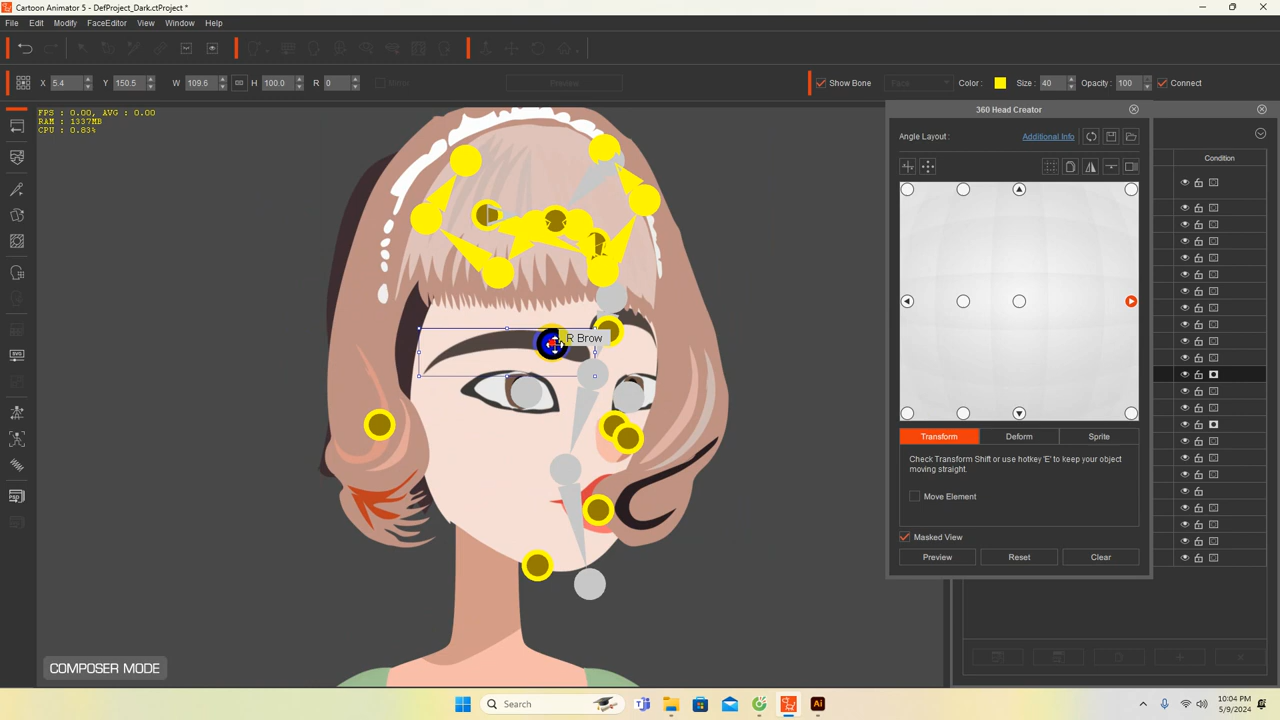 Cartoon Animator 5 - DefProject_Dark.ctProject *
File Edit Modify FaceEditor View Window Help
X 5.4 Y 150.5 W 109.6 H 100.0 R 0 Mirror Preview Show Bone Face Color : Size : 40 Opacity : 100 Connect
FPS : 0.00, AVG : 0.00
RAM : 1337MB
CPU : 0.83%
360 Head Creator
Angle Layout : Additional Info
Condition
R Brow
Transform Deform Sprite
Check Transform Shift or use hotkey 'E' to keep your object
moving straight.
Move Element
Masked View
Preview Reset Clear
COMPOSER MODE
Search
10:04 PM
5/9/2024